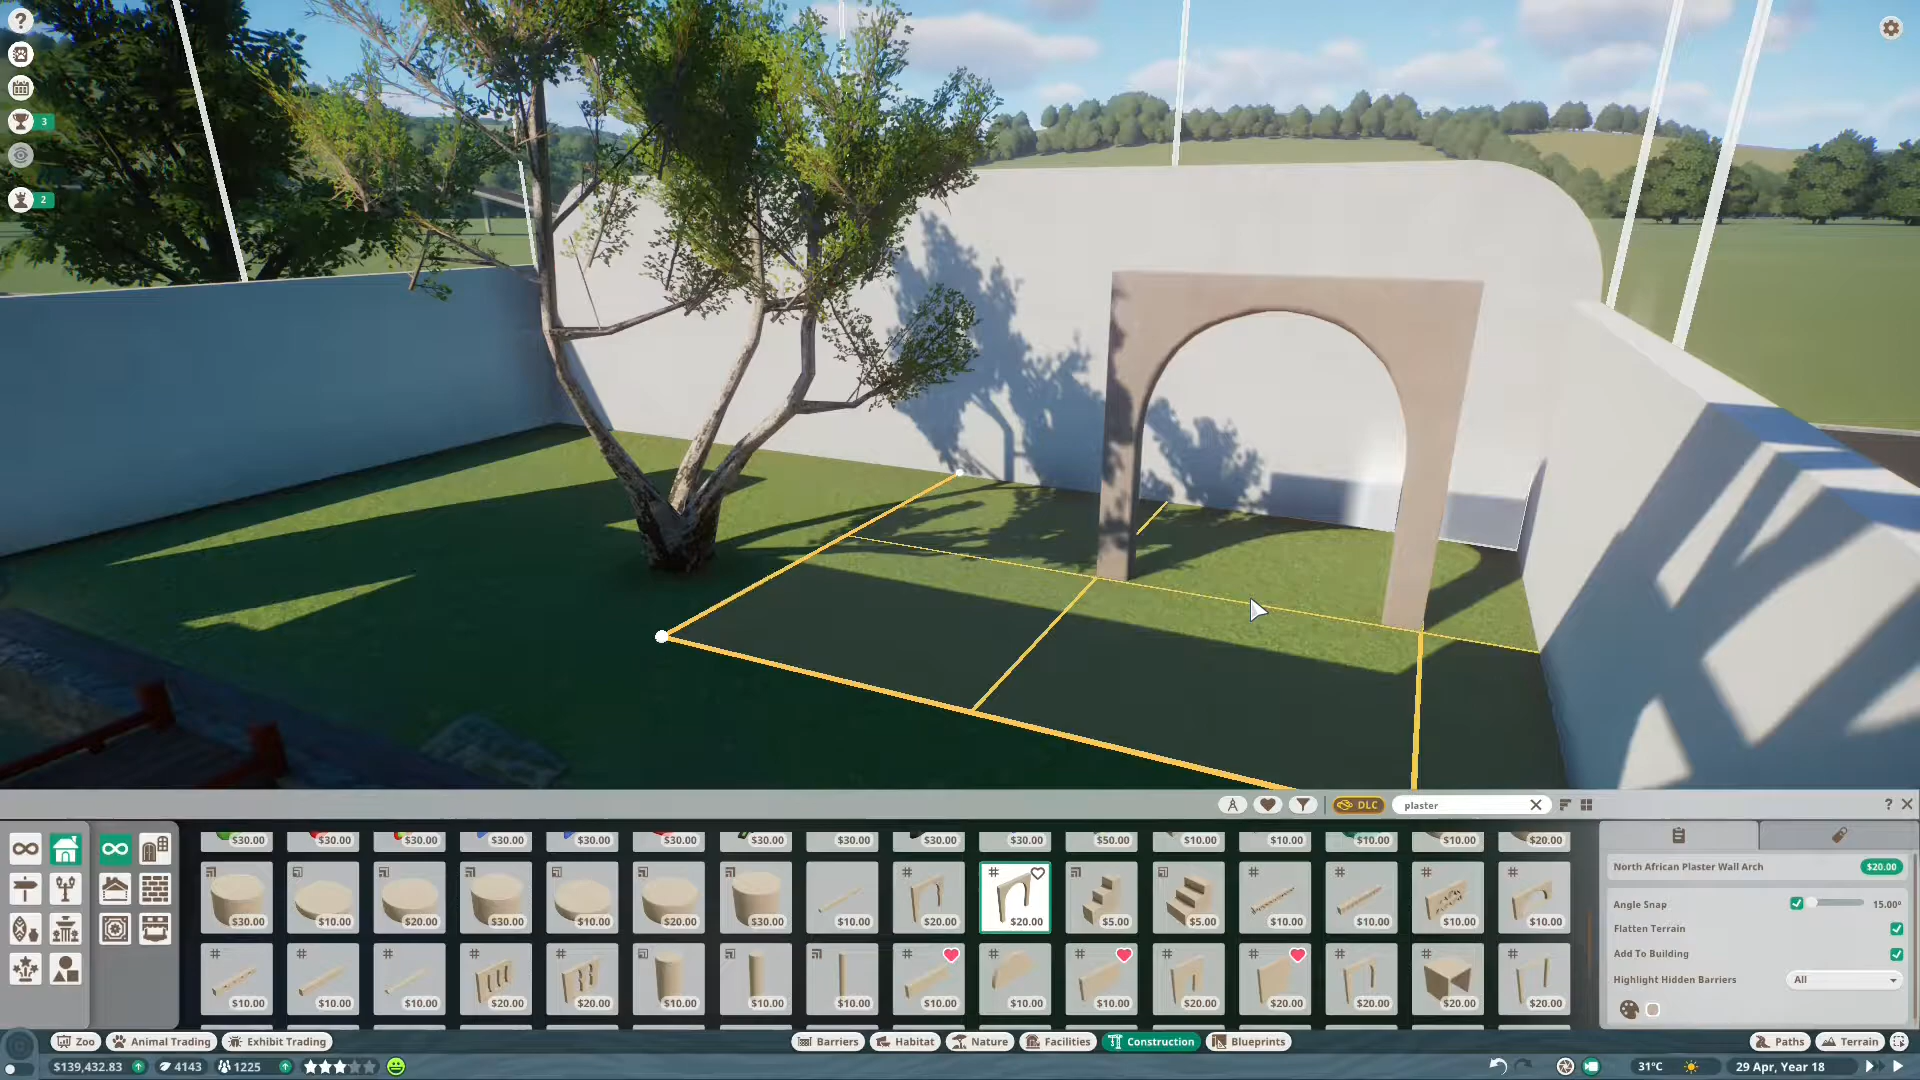 ?
3
2
DLC
plaster
?
$30.00 $30.00 $30.00 $30.00 $30.00 $30.00 $30.00 $30.00 $30.00 $30.00 $50.00 $10.00 $10.00 $10.00 $10.00 $20.00
$30.00 $10.00 $20.00 $30.00 $10.00 $20.00 $30.00 $10.00 $20.00 $20.00 $5.00 $5.00 $10.00 $10.00 $10.00 $10.00
$10.00 $10.00 $10.00 $20.00 $20.00 $10.00 $10.00 $10.00 $10.00 $10.00 $10.00 $20.00 $20.00 $20.00 $20.00 $20.00
North African Plaster Wall Arch $20.00
Angle Snap 15.00°
Flatten Terrain
Add To Building
Highlight Hidden Barriers All
Zoo Animal Trading Exhibit Trading Barriers Habitat Nature Facilities Construction Blueprints Paths Terrain
$139,432.83 4143 1225 31°C 29 Apr, Year 18